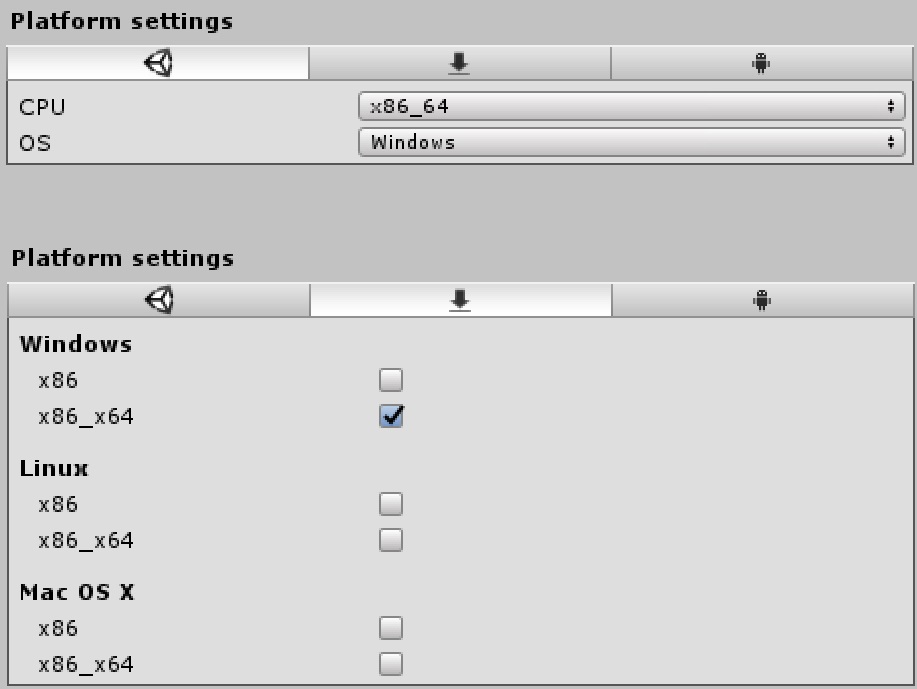 Platform settings
CPU x86_64
OS Windows
Platform settings
Windows
x86
x86_x64
Linux
x86
x86_x64
Mac OS X
x86
x86_x64